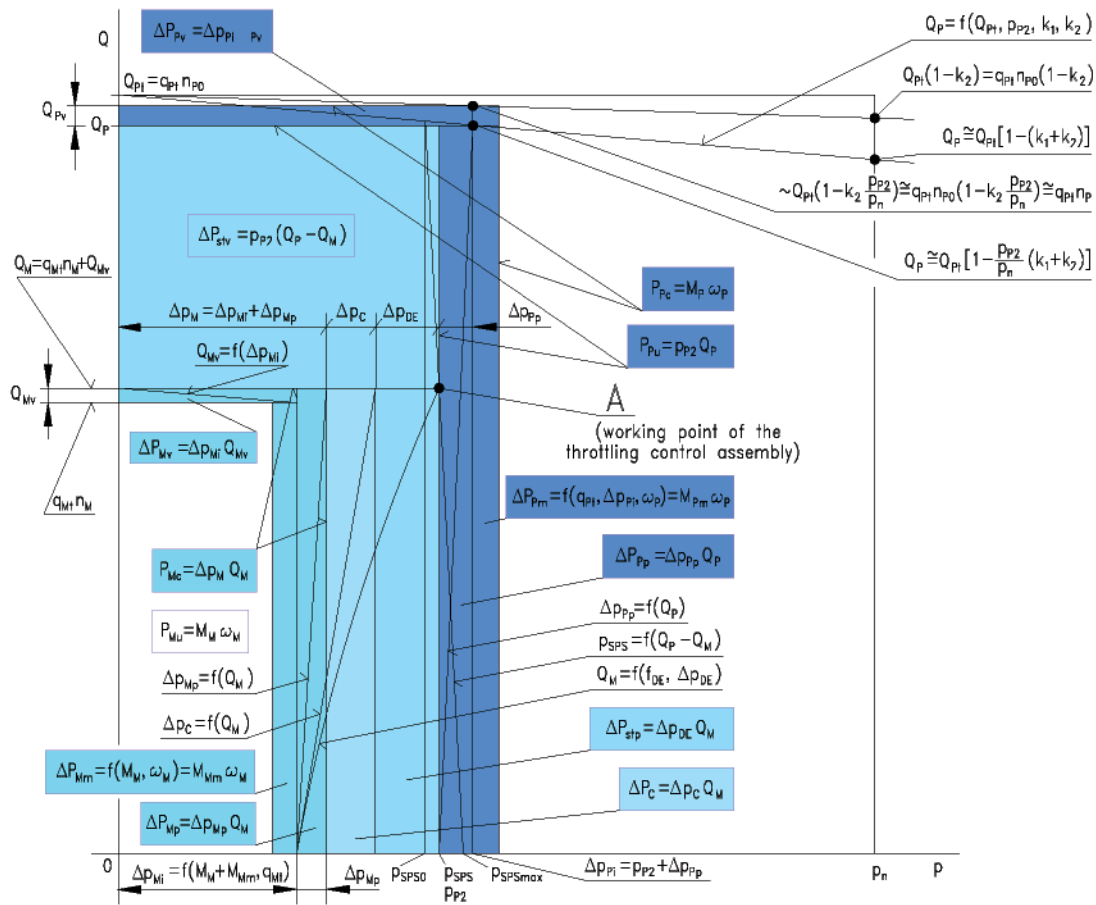 Q
ΔP_Pv = Δp_Pi Pv
Q_P = f(Q_Pt, p_P2, k_1, k_2)
Q_Pt = q_Pt n_P0
Q_Pt(1-k_2) = q_Pt n_P0(1-k_2)
Q_Pv
Q_P
Q_P ≅ Q_Pt[1-(k_1+k_2)]
~Q_Pt(1-k_2 p_P2/p_n) ≅ q_Pt n_P0(1-k_2 p_P2/p_n) ≅ q_Pt n_P
ΔP_stv = p_P2 (Q_P - Q_M)
Q_M = q_Mt n_M + Q_Mv
Q_P ≅ Q_Pt [1- p_P2/p_n (k_1+k_2)]
P_Pc = M_P ω_P
Δp_M = Δp_Mi + Δp_Mp
Δp_C
Δp_DE
Δp_Pp
P_Pu = p_P2 Q_P
Q_Mv = f(Δp_Mi)
Q_Mv
A
(working point of the
throttling control assembly)
ΔP_Mv = Δp_Mi Q_Mv
q_Mt n_M
ΔP_Pm = f(q_Pt, Δp_Pi, ω_P) = M_Pm ω_P
P_Mc = Δp_M Q_M
ΔP_Pp = Δp_Pp Q_P
P_Mu = M_M ω_M
Δp_Pp = f(Q_P)
p_SPS = f(Q_P - Q_M)
Δp_Mp = f(Q_M)
Q_M = f(f_DE, Δp_DE)
Δp_C = f(Q_M)
ΔP_stp = Δp_DE Q_M
ΔP_Mm = f(M_M, ω_M) = M_Mm ω_M
ΔP_C = Δp_C Q_M
ΔP_Mp = Δp_Mp Q_M
0
Δp_Mi = f(M_M + M_Mm, q_Mt)
Δp_Mp
p_SPS0
p_SPS
p_P2
p_SPSmax
Δp_Pi = p_P2 + Δp_Pp
p_n
p